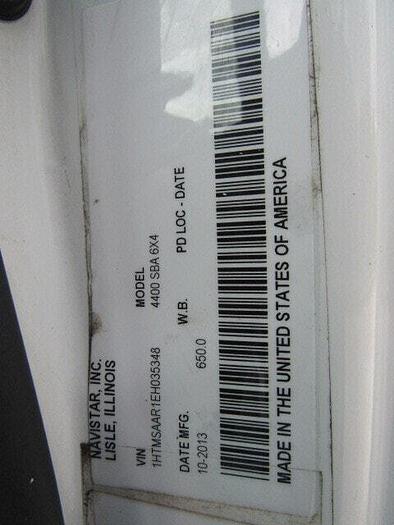 NAVISTAR, INC.
LISLE, ILLINOIS
VIN MODEL
1HTMSAAR1EH035348 4400 SBA 6X4
DATE MFG. W.B. PD LOC - DATE
10-2013 650.0
MADE IN THE UNITED STATES OF AMERICA